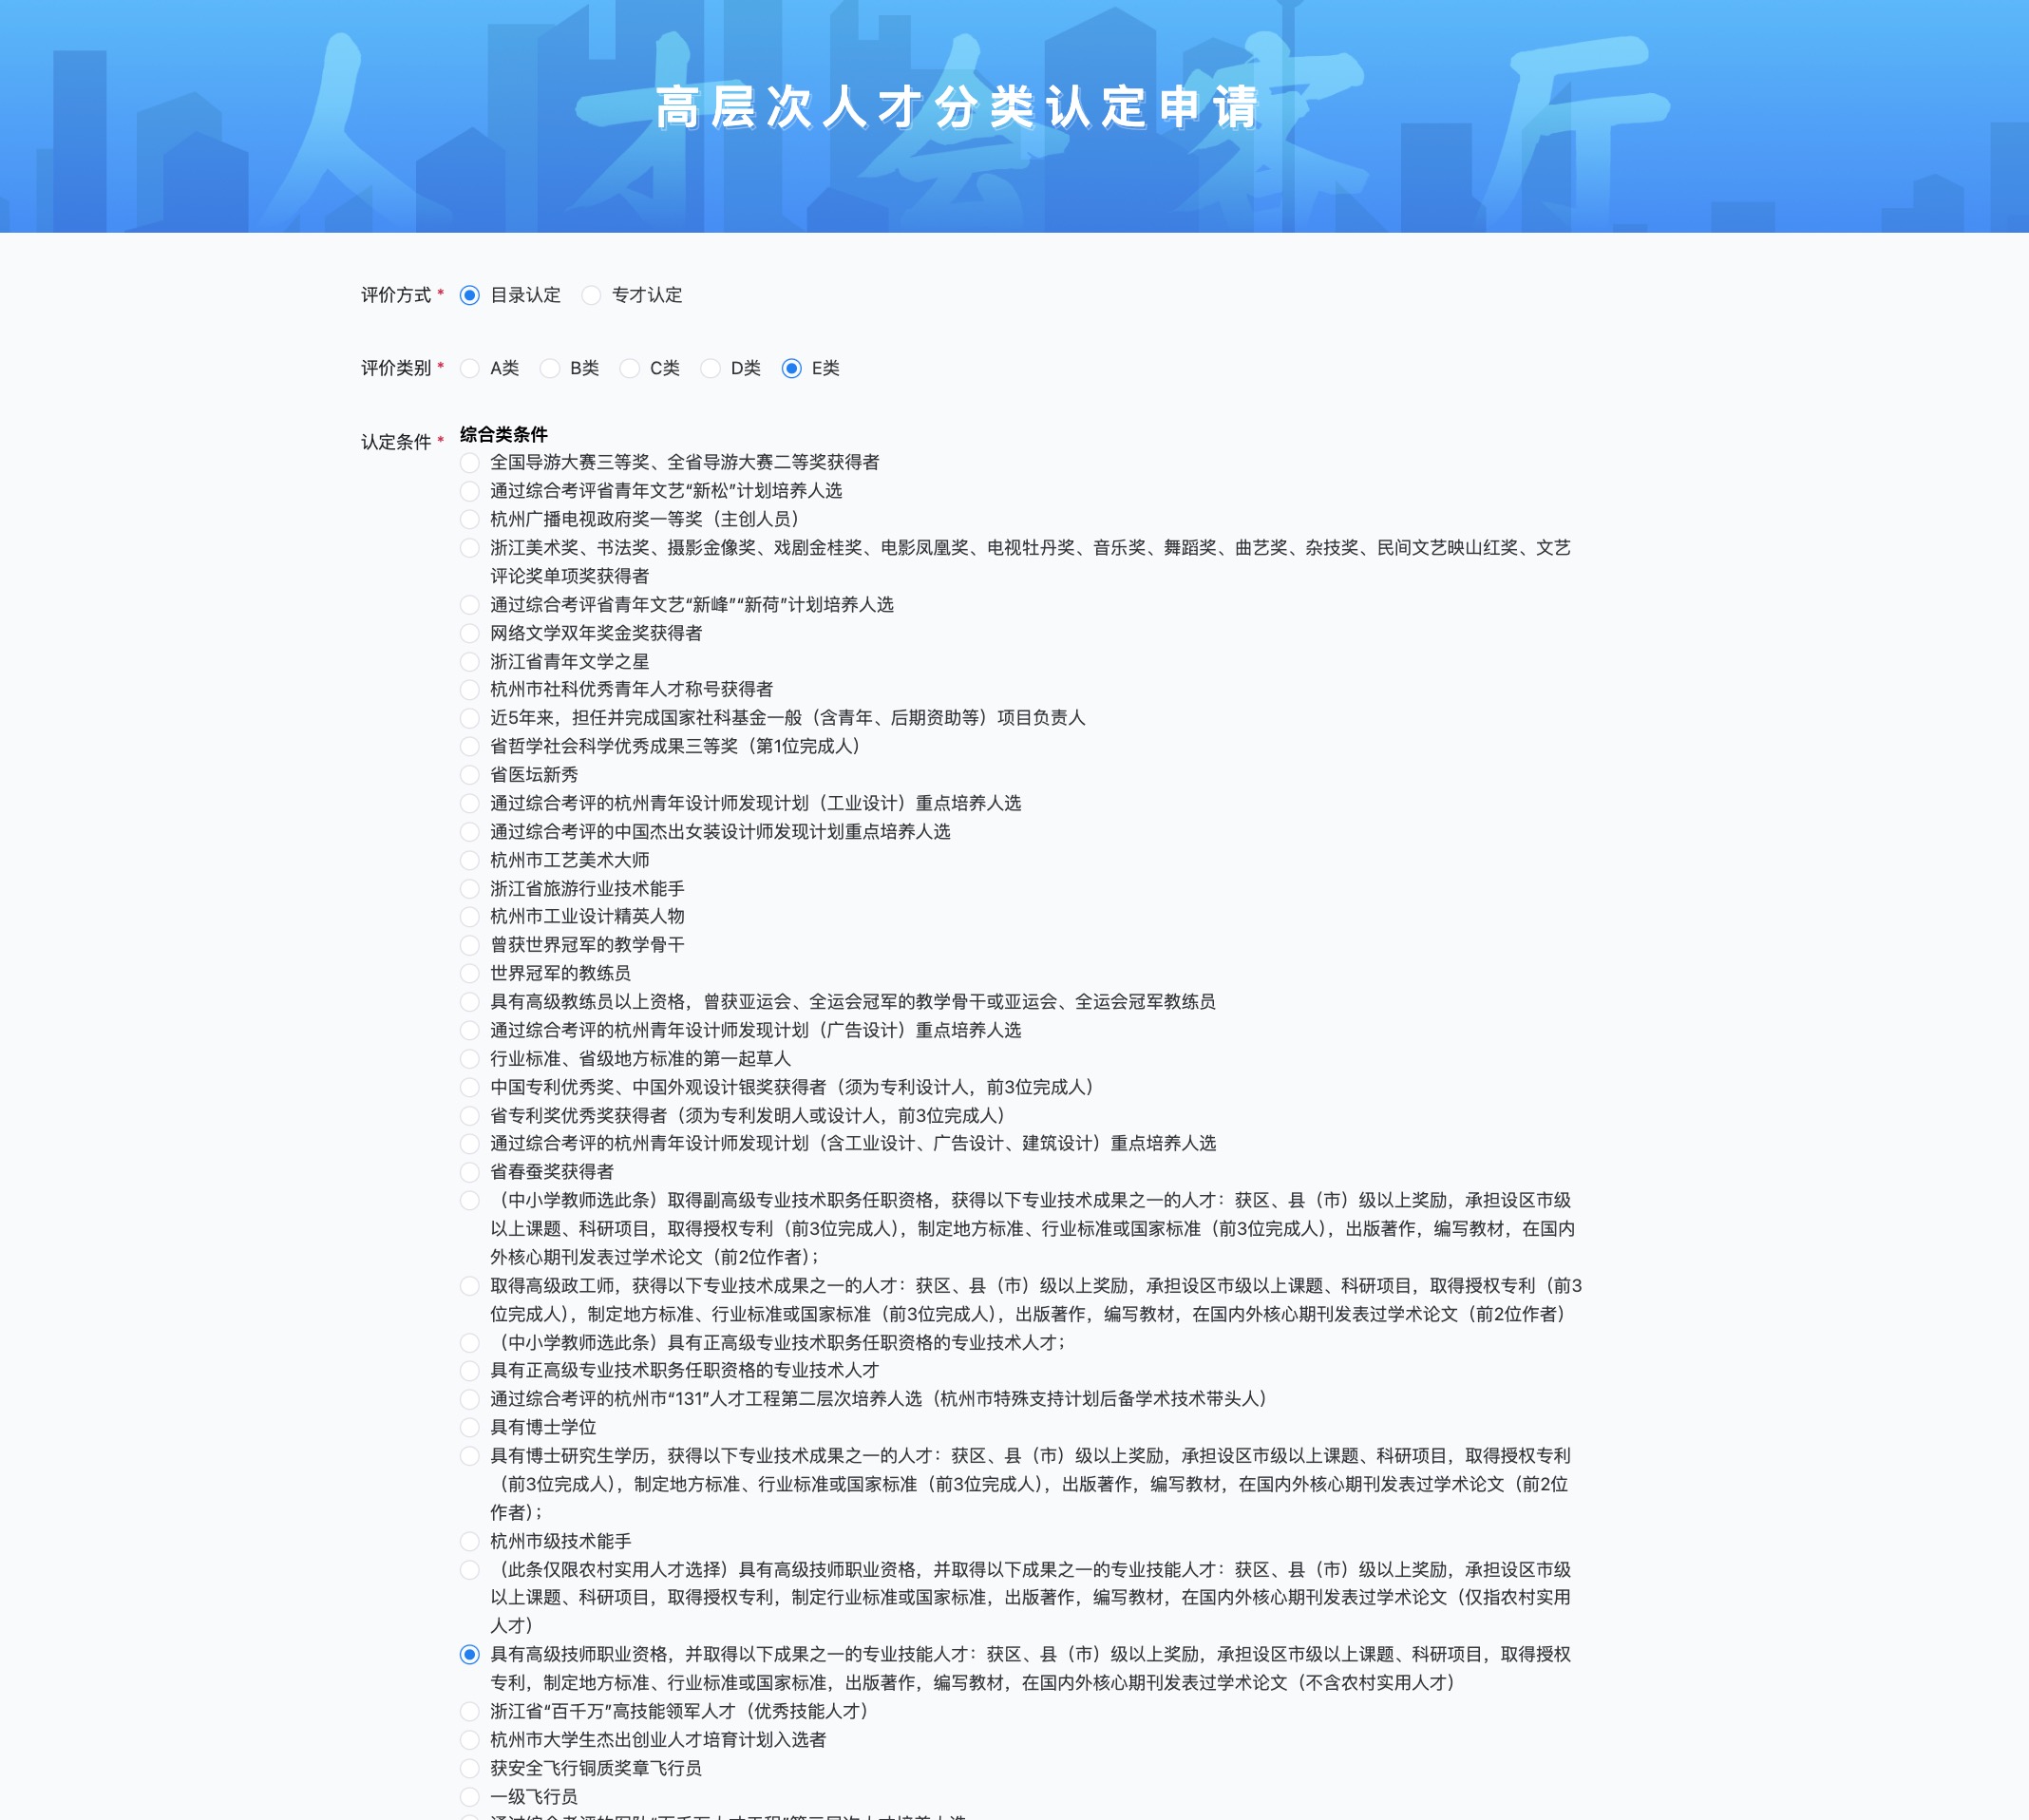 人才会客厅
高层次人才分类认定申请
评价方式 * 目录认定 专才认定
评价类别 * A类 B类 C类 D类 E类
认定条件 * 综合类条件
全国导游大赛三等奖、全省导游大赛二等奖获得者
通过综合考评省青年文艺“新松”计划培养人选
杭州广播电视政府奖一等奖（主创人员）
浙江美术奖、书法奖、摄影金像奖、戏剧金桂奖、电影凤凰奖、电视牡丹奖、音乐奖、舞蹈奖、曲艺奖、杂技奖、民间文艺映山红奖、文艺
评论奖单项奖获得者
通过综合考评省青年文艺“新峰”“新荷”计划培养人选
网络文学双年奖金奖获得者
浙江省青年文学之星
杭州市社科优秀青年人才称号获得者
近5年来，担任并完成国家社科基金一般（含青年、后期资助等）项目负责人
省哲学社会科学优秀成果三等奖（第1位完成人）
省医坛新秀
通过综合考评的杭州青年设计师发现计划（工业设计）重点培养人选
通过综合考评的中国杰出女装设计师发现计划重点培养人选
杭州市工艺美术大师
浙江省旅游行业技术能手
杭州市工业设计精英人物
曾获世界冠军的教学骨干
世界冠军的教练员
具有高级教练员以上资格，曾获亚运会、全运会冠军的教学骨干或亚运会、全运会冠军教练员
通过综合考评的杭州青年设计师发现计划（广告设计）重点培养人选
行业标准、省级地方标准的第一起草人
中国专利优秀奖、中国外观设计银奖获得者（须为专利设计人，前3位完成人）
省专利奖优秀奖获得者（须为专利发明人或设计人，前3位完成人）
通过综合考评的杭州青年设计师发现计划（含工业设计、广告设计、建筑设计）重点培养人选
省春蚕奖获得者
（中小学教师选此条）取得副高级专业技术职务任职资格，获得以下专业技术成果之一的人才：获区、县（市）级以上奖励，承担设区市级
以上课题、科研项目，取得授权专利（前3位完成人），制定地方标准、行业标准或国家标准（前3位完成人），出版著作，编写教材，在国内
外核心期刊发表过学术论文（前2位作者）；
取得高级政工师，获得以下专业技术成果之一的人才：获区、县（市）级以上奖励，承担设区市级以上课题、科研项目，取得授权专利（前3
位完成人），制定地方标准、行业标准或国家标准（前3位完成人），出版著作，编写教材，在国内外核心期刊发表过学术论文（前2位作者）
（中小学教师选此条）具有正高级专业技术职务任职资格的专业技术人才；
具有正高级专业技术职务任职资格的专业技术人才
通过综合考评的杭州市“131”人才工程第二层次培养人选（杭州市特殊支持计划后备学术技术带头人）
具有博士学位
具有博士研究生学历，获得以下专业技术成果之一的人才：获区、县（市）级以上奖励，承担设区市级以上课题、科研项目，取得授权专利
（前3位完成人），制定地方标准、行业标准或国家标准（前3位完成人），出版著作，编写教材，在国内外核心期刊发表过学术论文（前2位
作者）；
杭州市级技术能手
（此条仅限农村实用人才选择）具有高级技师职业资格，并取得以下成果之一的专业技能人才：获区、县（市）级以上奖励，承担设区市级
以上课题、科研项目，取得授权专利，制定行业标准或国家标准，出版著作，编写教材，在国内外核心期刊发表过学术论文（仅指农村实用
人才）
具有高级技师职业资格，并取得以下成果之一的专业技能人才：获区、县（市）级以上奖励，承担设区市级以上课题、科研项目，取得授权
专利，制定地方标准、行业标准或国家标准，出版著作，编写教材，在国内外核心期刊发表过学术论文（不含农村实用人才）
浙江省“百千万”高技能领军人才（优秀技能人才）
杭州市大学生杰出创业人才培育计划入选者
获安全飞行铜质奖章飞行员
一级飞行员